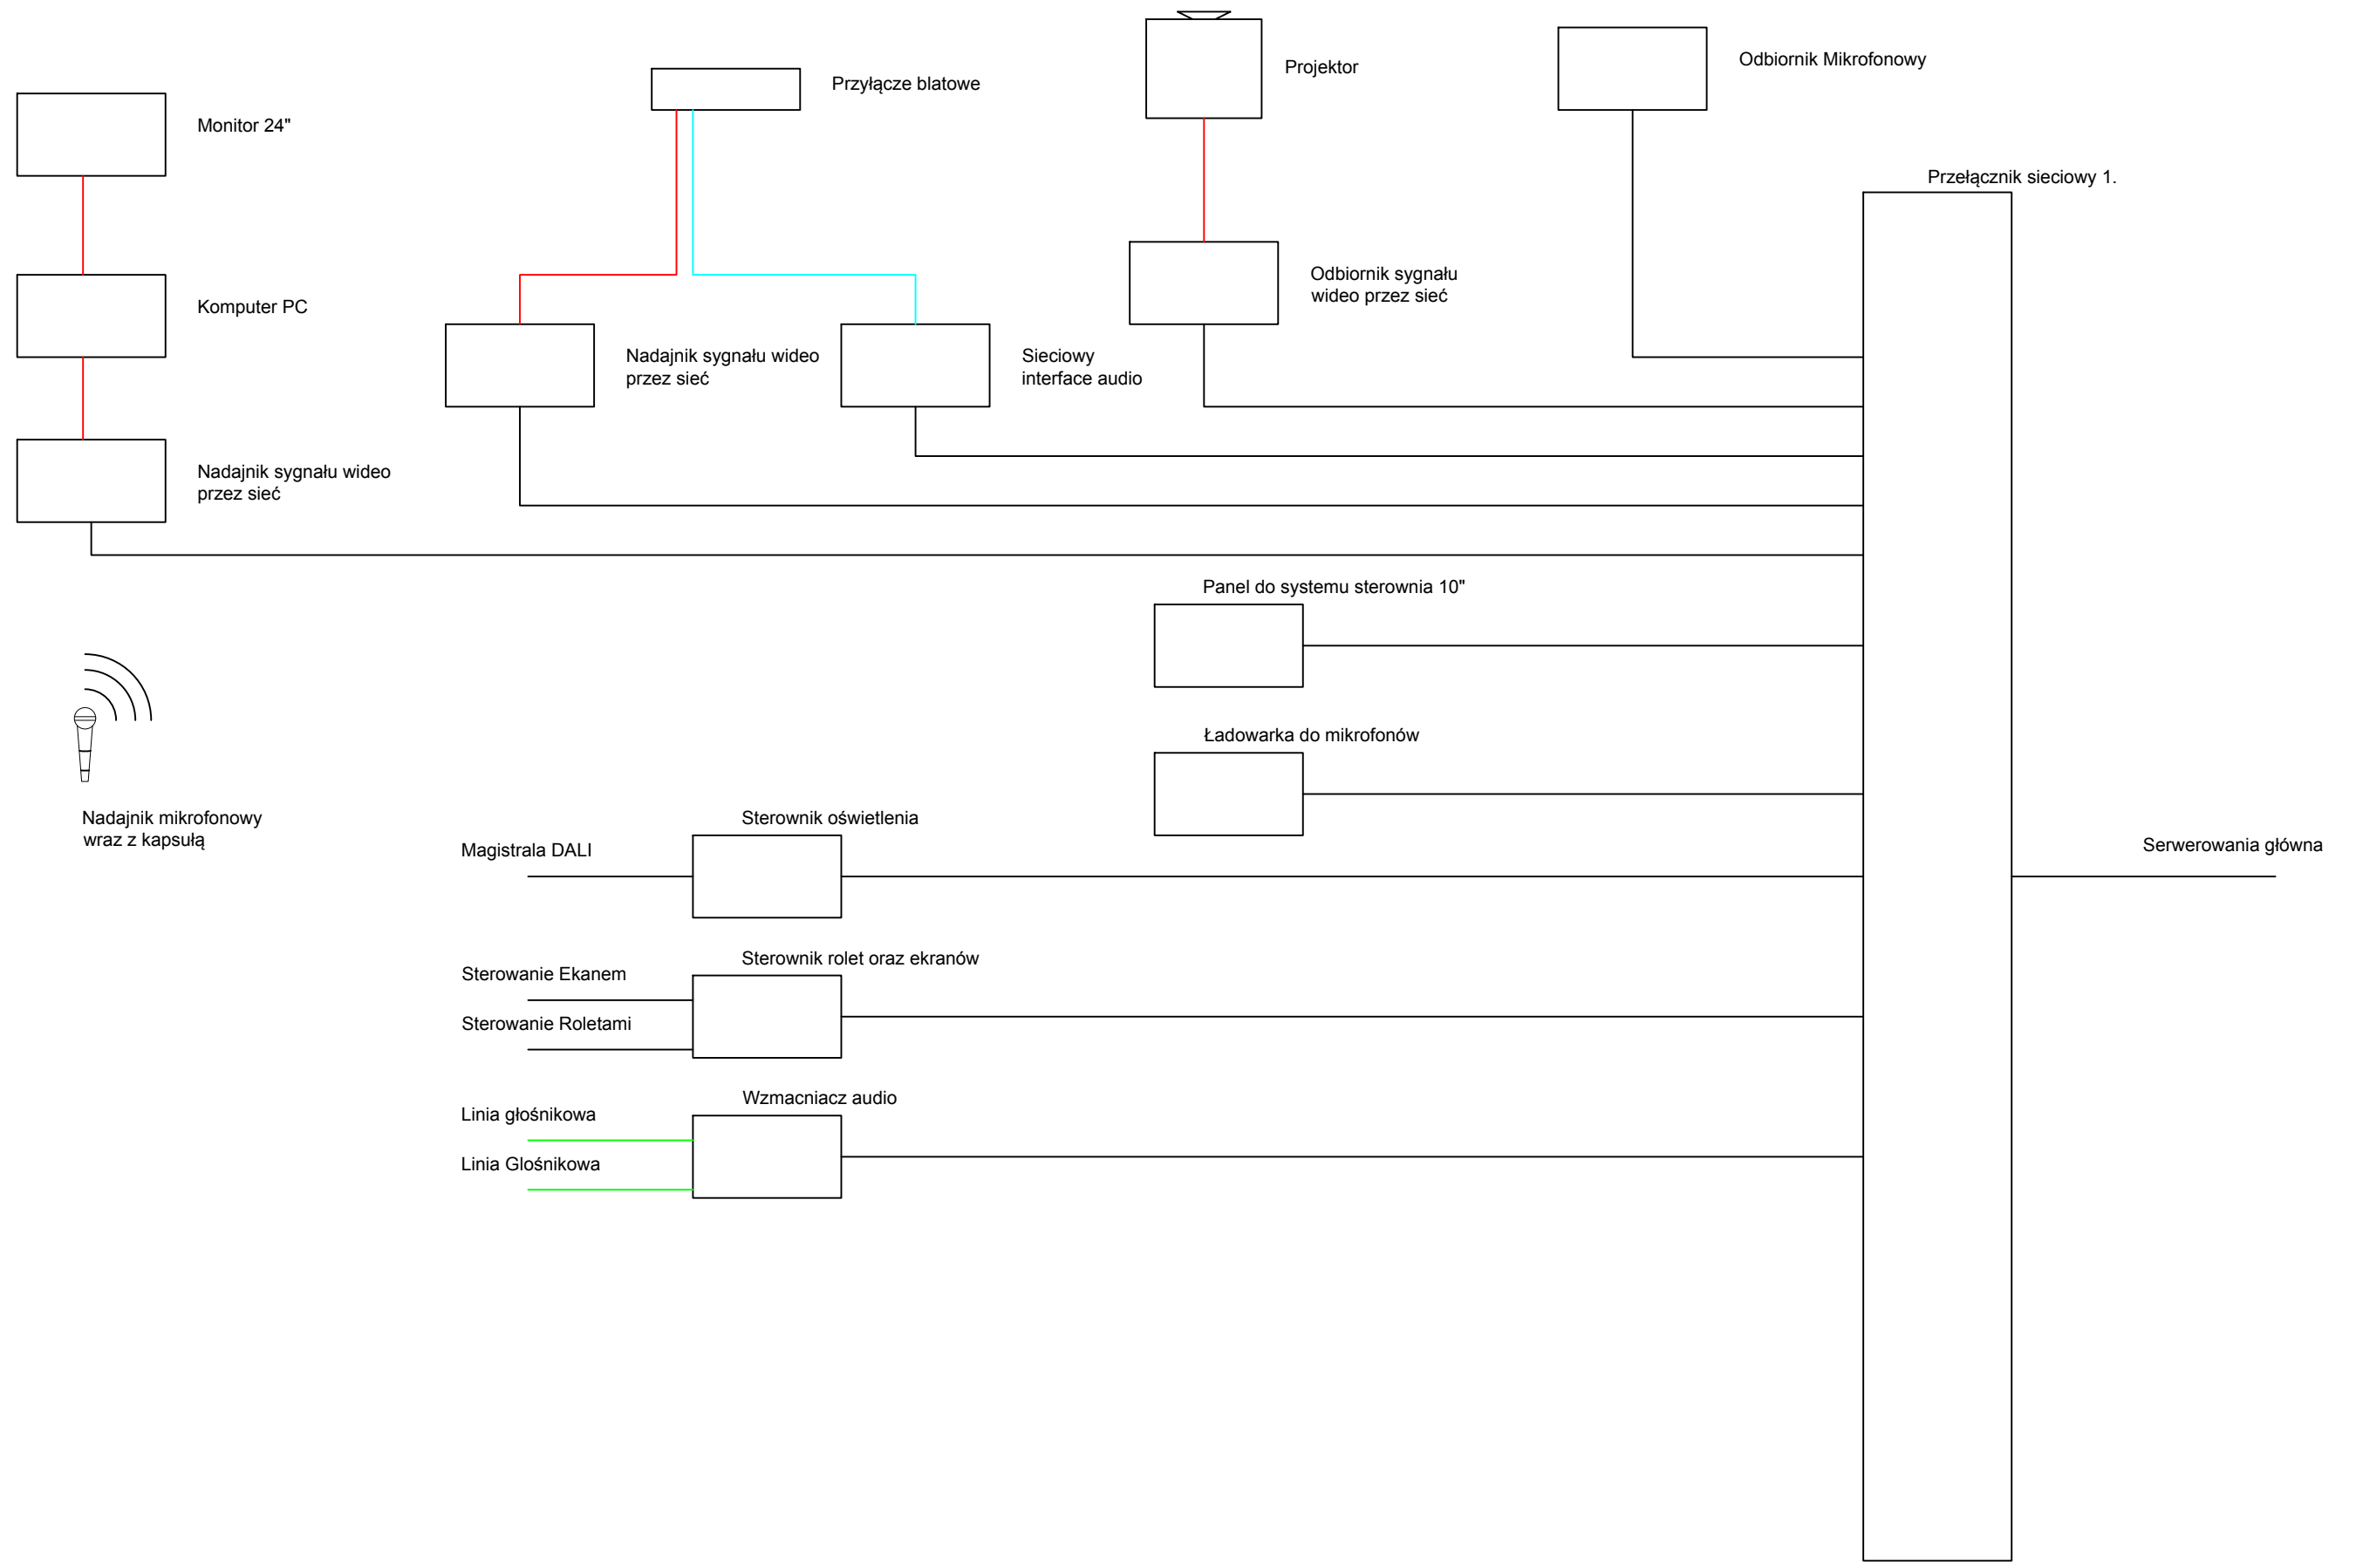 Projektor
Odbiornik Mikrofonowy
Przyłącze blatowe
Monitor 24"
Przełącznik sieciowy 1.
Odbiornik sygnału
wideo przez sieć
Komputer PC
Nadajnik sygnału wideo
przez sieć
Sieciowy
interface audio
Nadajnik sygnału wideo
przez sieć
Panel do systemu sterownia 10"
Ładowarka do mikrofonów
Nadajnik mikrofonowy
wraz z kapsułą
Sterownik oświetlenia
Magistrala DALI
Serwerowania główna
Sterownik rolet oraz ekranów
Sterowanie Ekanem
Sterowanie Roletami
Wzmacniacz audio
Linia głośnikowa
Linia Glośnikowa